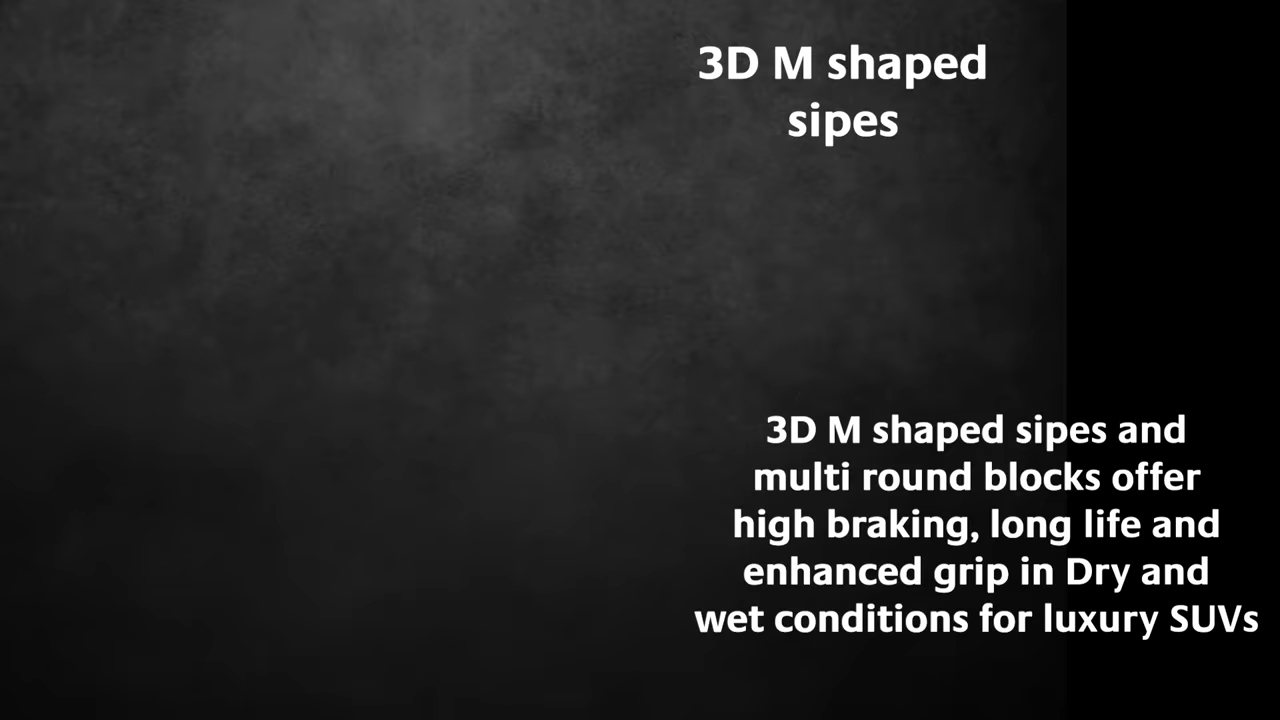 3D M shaped
sipes
3D M shaped sipes and
multi round blocks offer
high braking, long life and
enhanced grip in Dry and
wet conditions for luxury SUVs